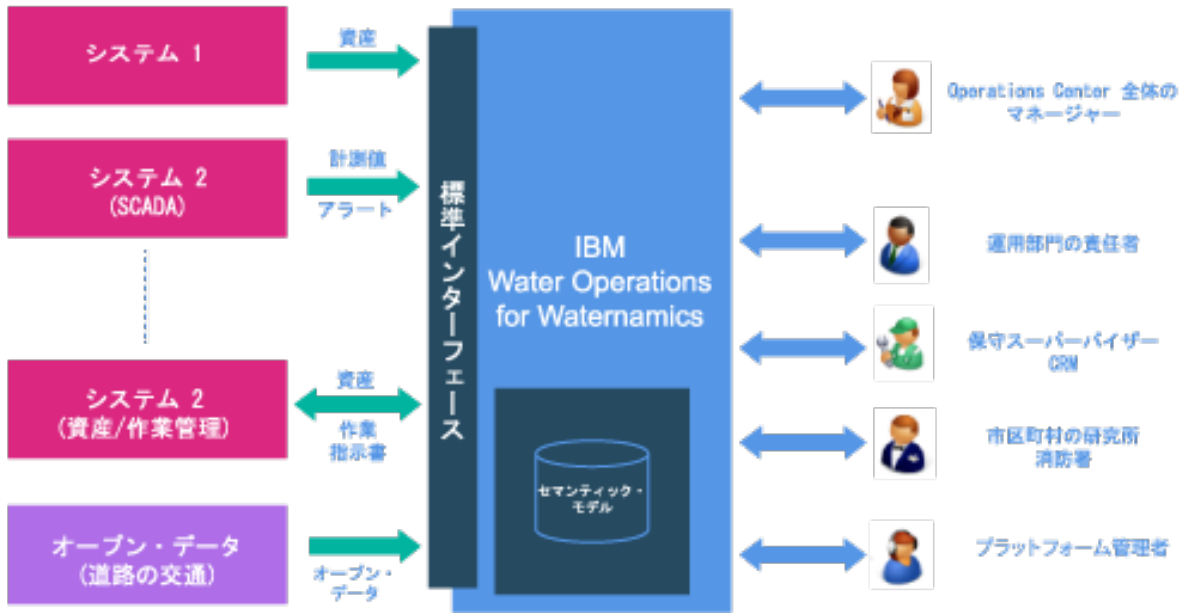 システム 1
資産
システム 2
(SCADA)
計測値
アラート
システム 2
(資産/作業管理)
資産
作業
指示書
オープン・データ
(道路の交通)
オープン・
データ
標準インターフェース
IBM
Water Operations
for Waternamics
セマンティック・
モデル
Operations Center 全体の
マネージャー
運用部門の責任者
保守スーパーバイザー
CRM
市区町村の研究所
消防署
プラットフォーム管理者